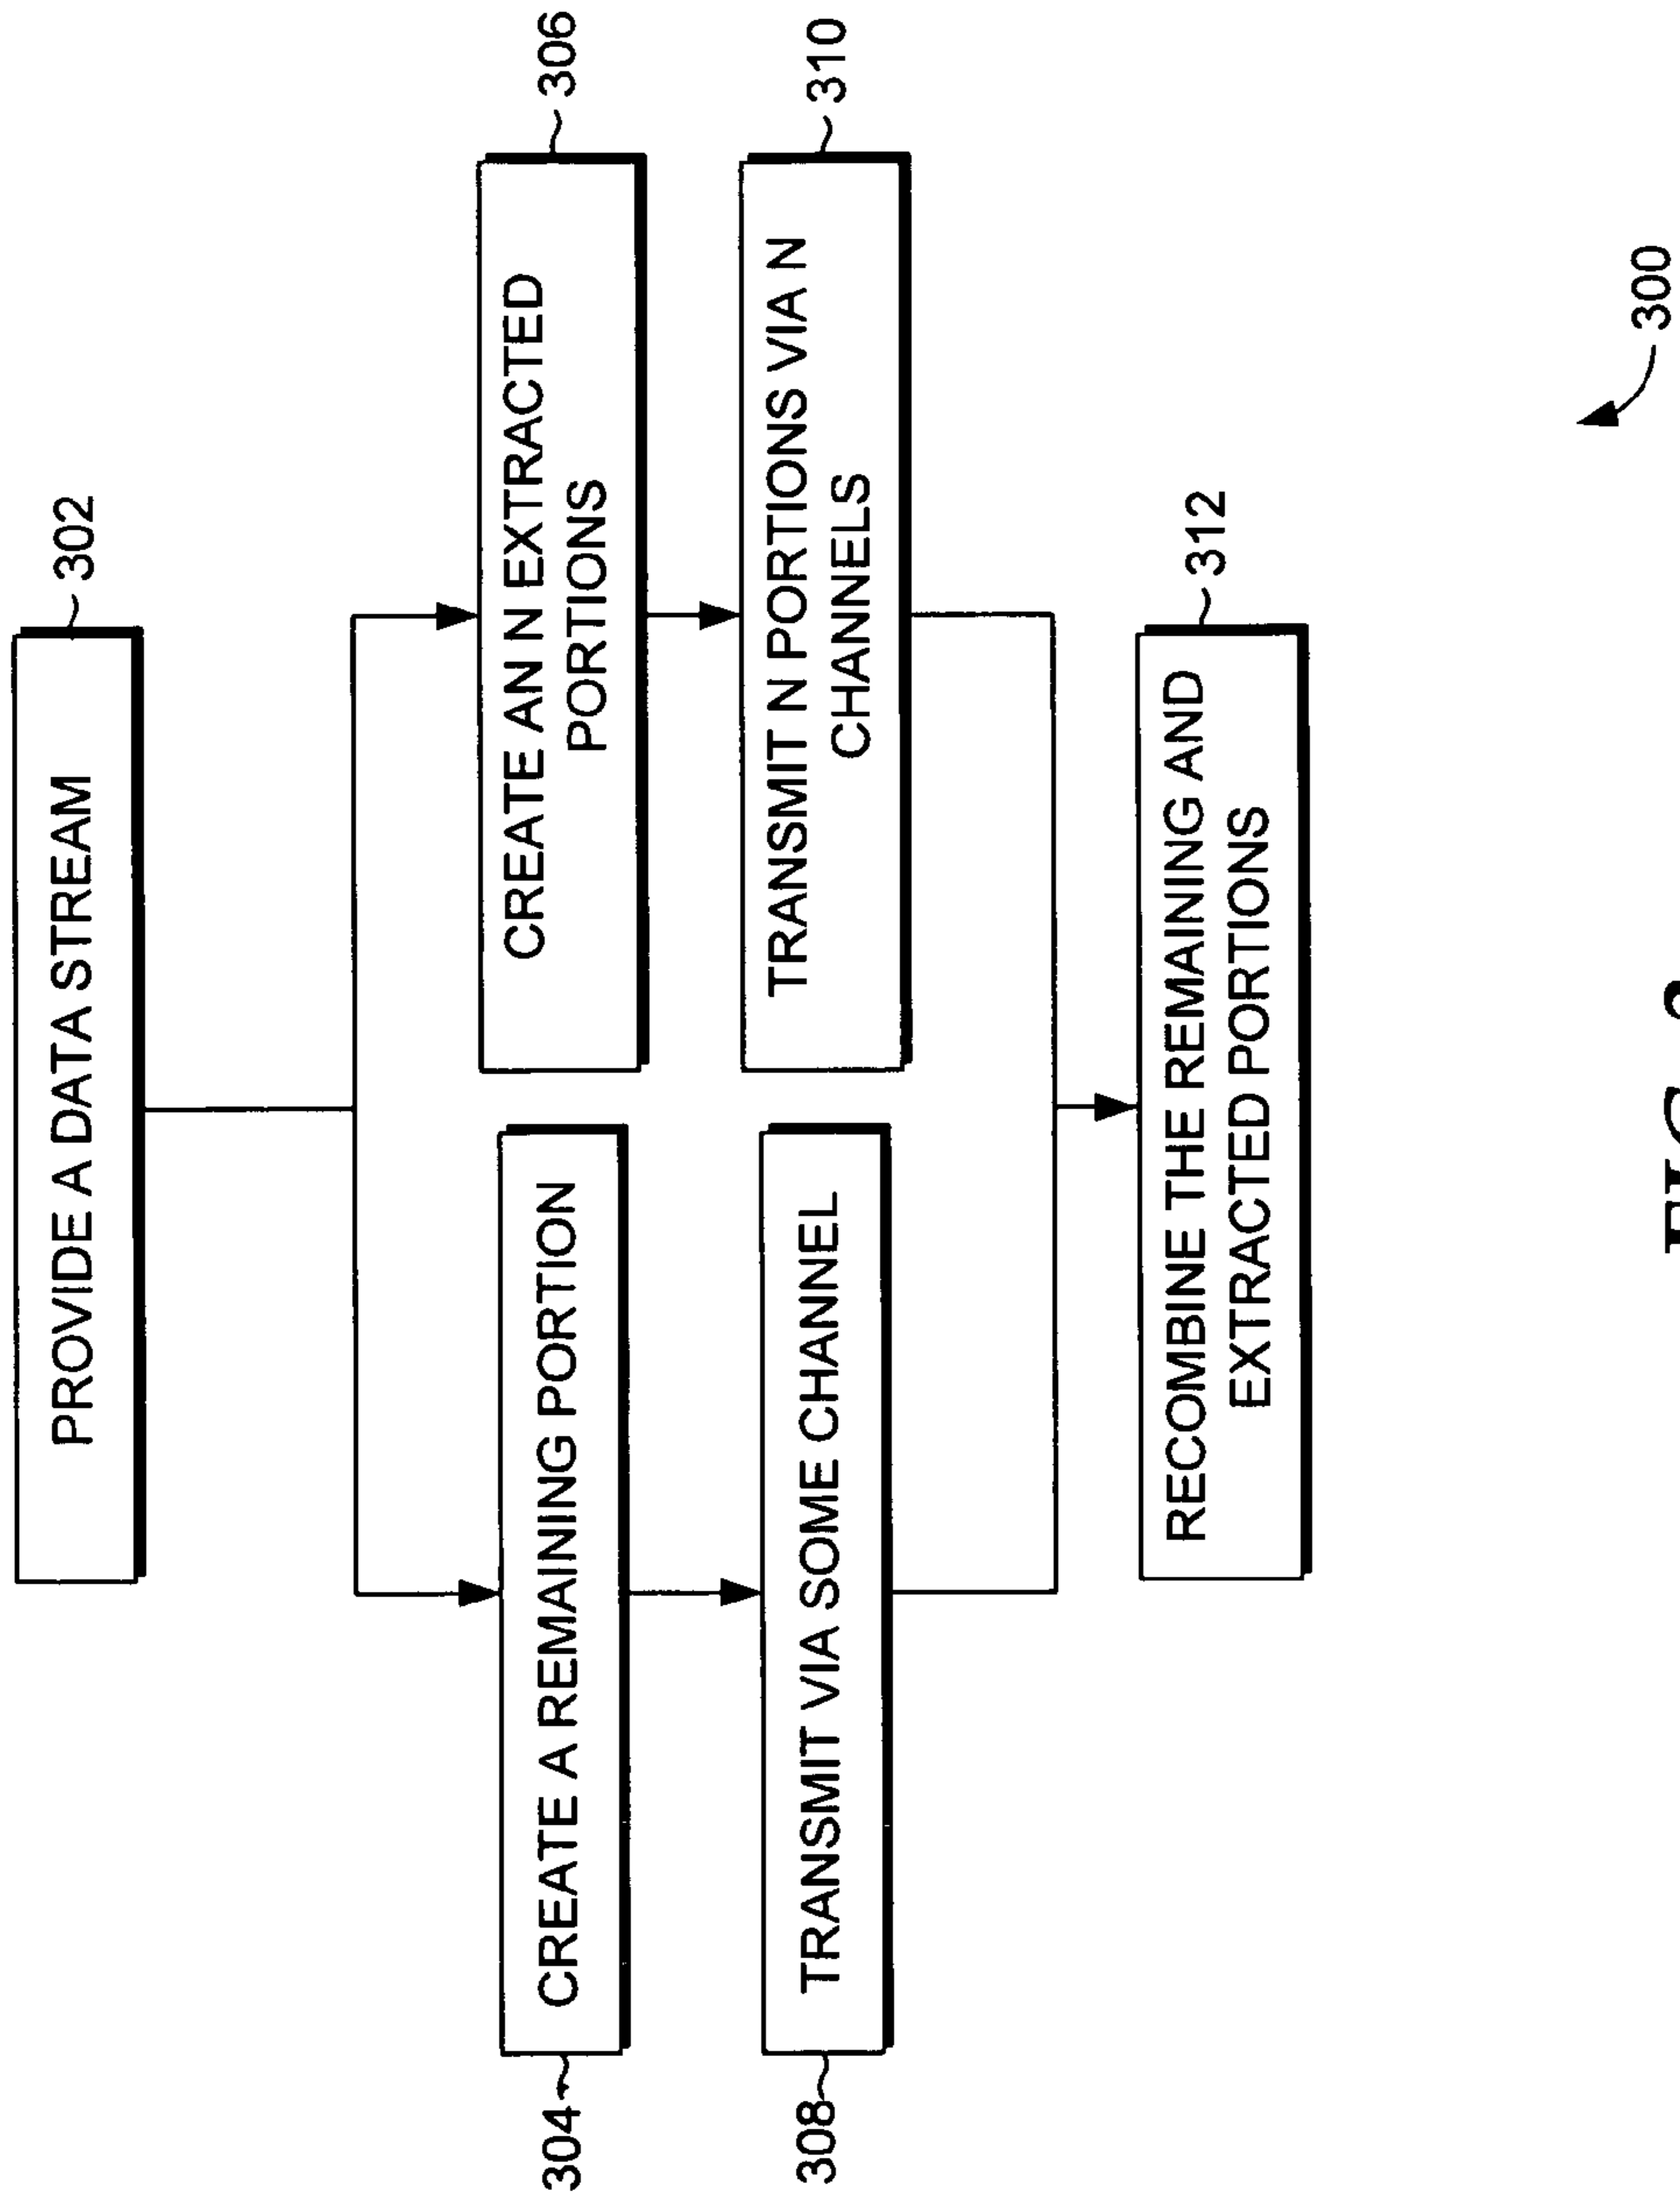 PROVIDE A DATA STREAM
302
304
CREATE A REMAINING PORTION
CREATE AN N EXTRACTED
PORTIONS
306
308
TRANSMIT VIA SOME CHANNEL
TRANSMIT N PORTIONS VIA N
CHANNELS
310
RECOMBINE THE REMAINING AND
EXTRACTED PORTIONS
312
300